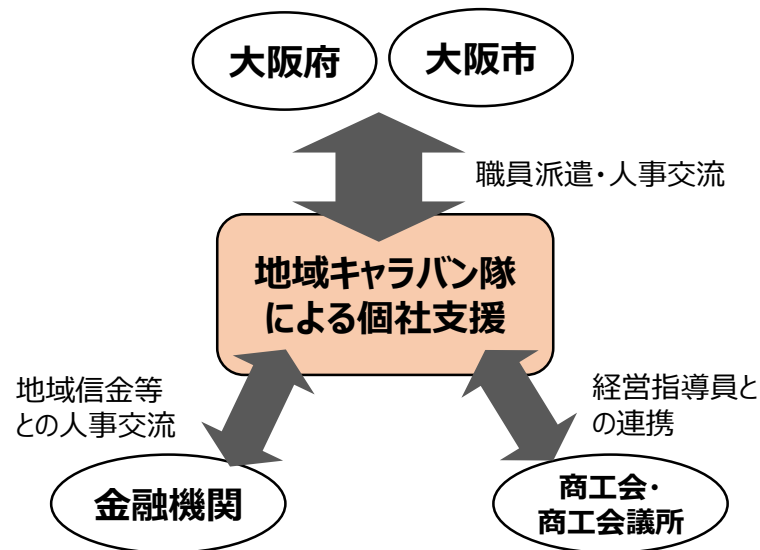 大阪府
大阪市
職員派遣・人事交流
地域キャラバン隊
による個社支援
地域信金等
との人事交流
経営指導員と
の連携
金融機関
商工会・
商工会議所